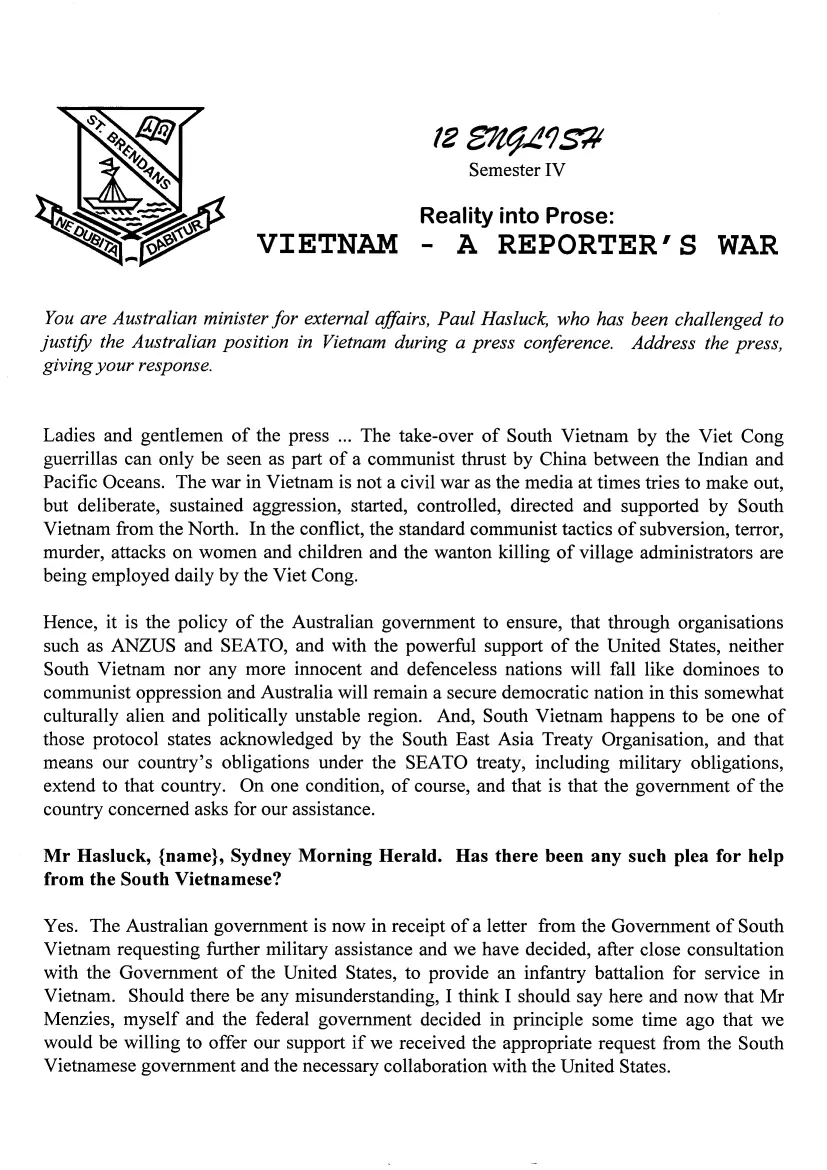 ST. BRENDANS
NE DUBITA DABITUR
12 ENGLISH
Semester IV
Reality into Prose:
VIETNAM - A REPORTER'S WAR
You are Australian minister for external affairs, Paul Hasluck, who has been challenged to
justify the Australian position in Vietnam during a press conference. Address the press,
giving your response.
Ladies and gentlemen of the press ... The take-over of South Vietnam by the Viet Cong
guerrillas can only be seen as part of a communist thrust by China between the Indian and
Pacific Oceans. The war in Vietnam is not a civil war as the media at times tries to make out,
but deliberate, sustained aggression, started, controlled, directed and supported by South
Vietnam from the North. In the conflict, the standard communist tactics of subversion, terror,
murder, attacks on women and children and the wanton killing of village administrators are
being employed daily by the Viet Cong.
Hence, it is the policy of the Australian government to ensure, that through organisations
such as ANZUS and SEATO, and with the powerful support of the United States, neither
South Vietnam nor any more innocent and defenceless nations will fall like dominoes to
communist oppression and Australia will remain a secure democratic nation in this somewhat
culturally alien and politically unstable region. And, South Vietnam happens to be one of
those protocol states acknowledged by the South East Asia Treaty Organisation, and that
means our country's obligations under the SEATO treaty, including military obligations,
extend to that country. On one condition, of course, and that is that the government of the
country concerned asks for our assistance.
Mr Hasluck, {name}, Sydney Morning Herald. Has there been any such plea for help
from the South Vietnamese?
Yes. The Australian government is now in receipt of a letter from the Government of South
Vietnam requesting further military assistance and we have decided, after close consultation
with the Government of the United States, to provide an infantry battalion for service in
Vietnam. Should there be any misunderstanding, I think I should say here and now that Mr
Menzies, myself and the federal government decided in principle some time ago that we
would be willing to offer our support if we received the appropriate request from the South
Vietnamese government and the necessary collaboration with the United States.